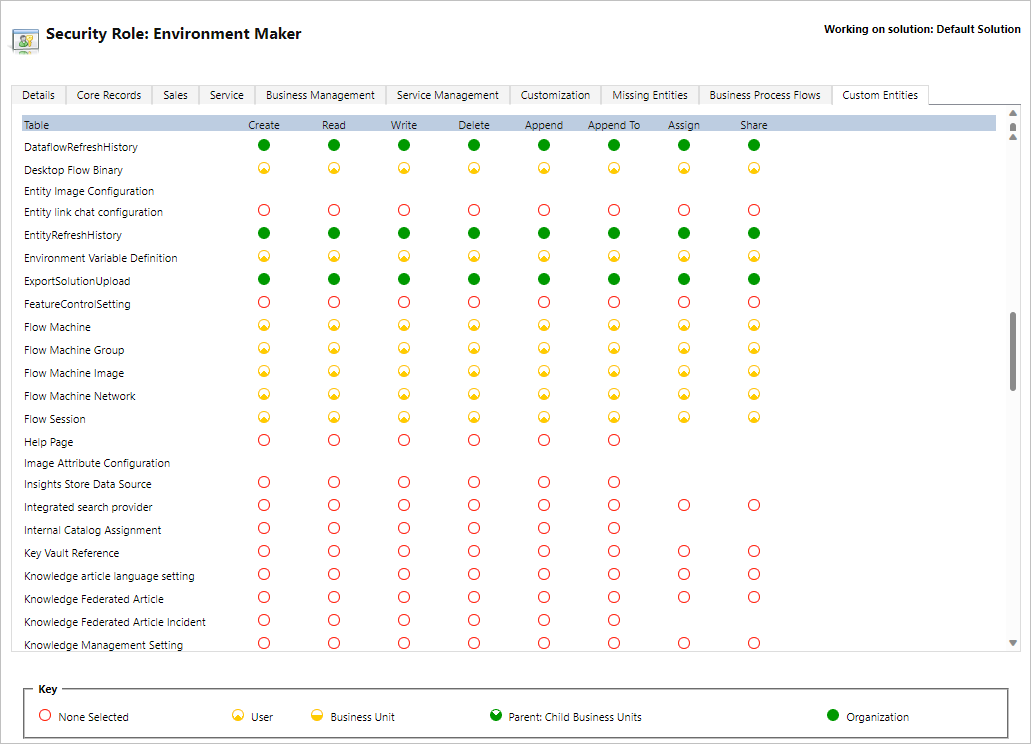 Security Role: Environment Maker
Working on solution: Default Solution
Details Core Records Sales Service Business Management Service Management Customization Missing Entities Business Process Flows Custom Entities
Table Create Read Write Delete Append Append To Assign Share
DataflowRefreshHistory
Desktop Flow Binary
Entity Image Configuration
Entity link chat configuration
EntityRefreshHistory
Environment Variable Definition
ExportSolutionUpload
FeatureControlSetting
Flow Machine
Flow Machine Group
Flow Machine Image
Flow Machine Network
Flow Session
Help Page
Image Attribute Configuration
Insights Store Data Source
Integrated search provider
Internal Catalog Assignment
Key Vault Reference
Knowledge article language setting
Knowledge Federated Article
Knowledge Federated Article Incident
Knowledge Management Setting
Key
None Selected User Business Unit Parent: Child Business Units Organization